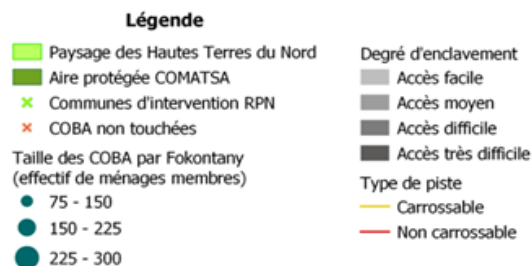 Légende
Paysage des Hautes Terres du Nord
Aire protégée COMATSA
Communes d'intervention RPN
COBA non touchées
Taille des COBA par Fokontany
(effectif de ménages membres)
75 - 150
150 - 225
225 - 300
Degré d'enclavement
Accès facile
Accès moyen
Accès difficile
Accès très difficile
Type de piste
Carrossable
Non carrossable